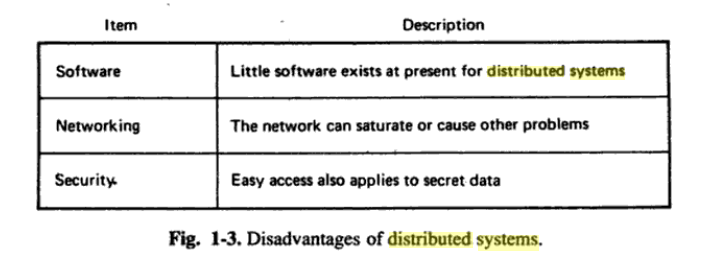 Item Description
Software Little software exists at present for distributed systems
Networking The network can saturate or cause other problems
Security Easy access also applies to secret data
Fig. 1-3. Disadvantages of distributed systems.